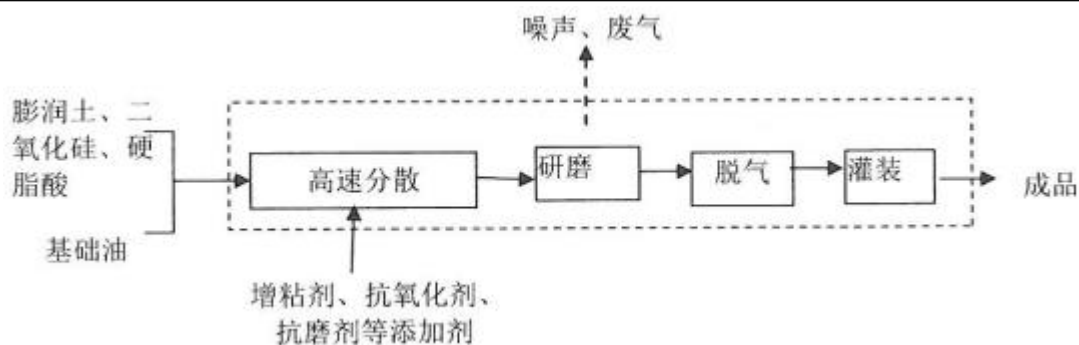 噪声、废气
膨润土、二
氧化硅、硬
脂酸
基础油
高速分散
研磨
脱气
灌装
成品
增粘剂、抗氧化剂、
抗磨剂等添加剂